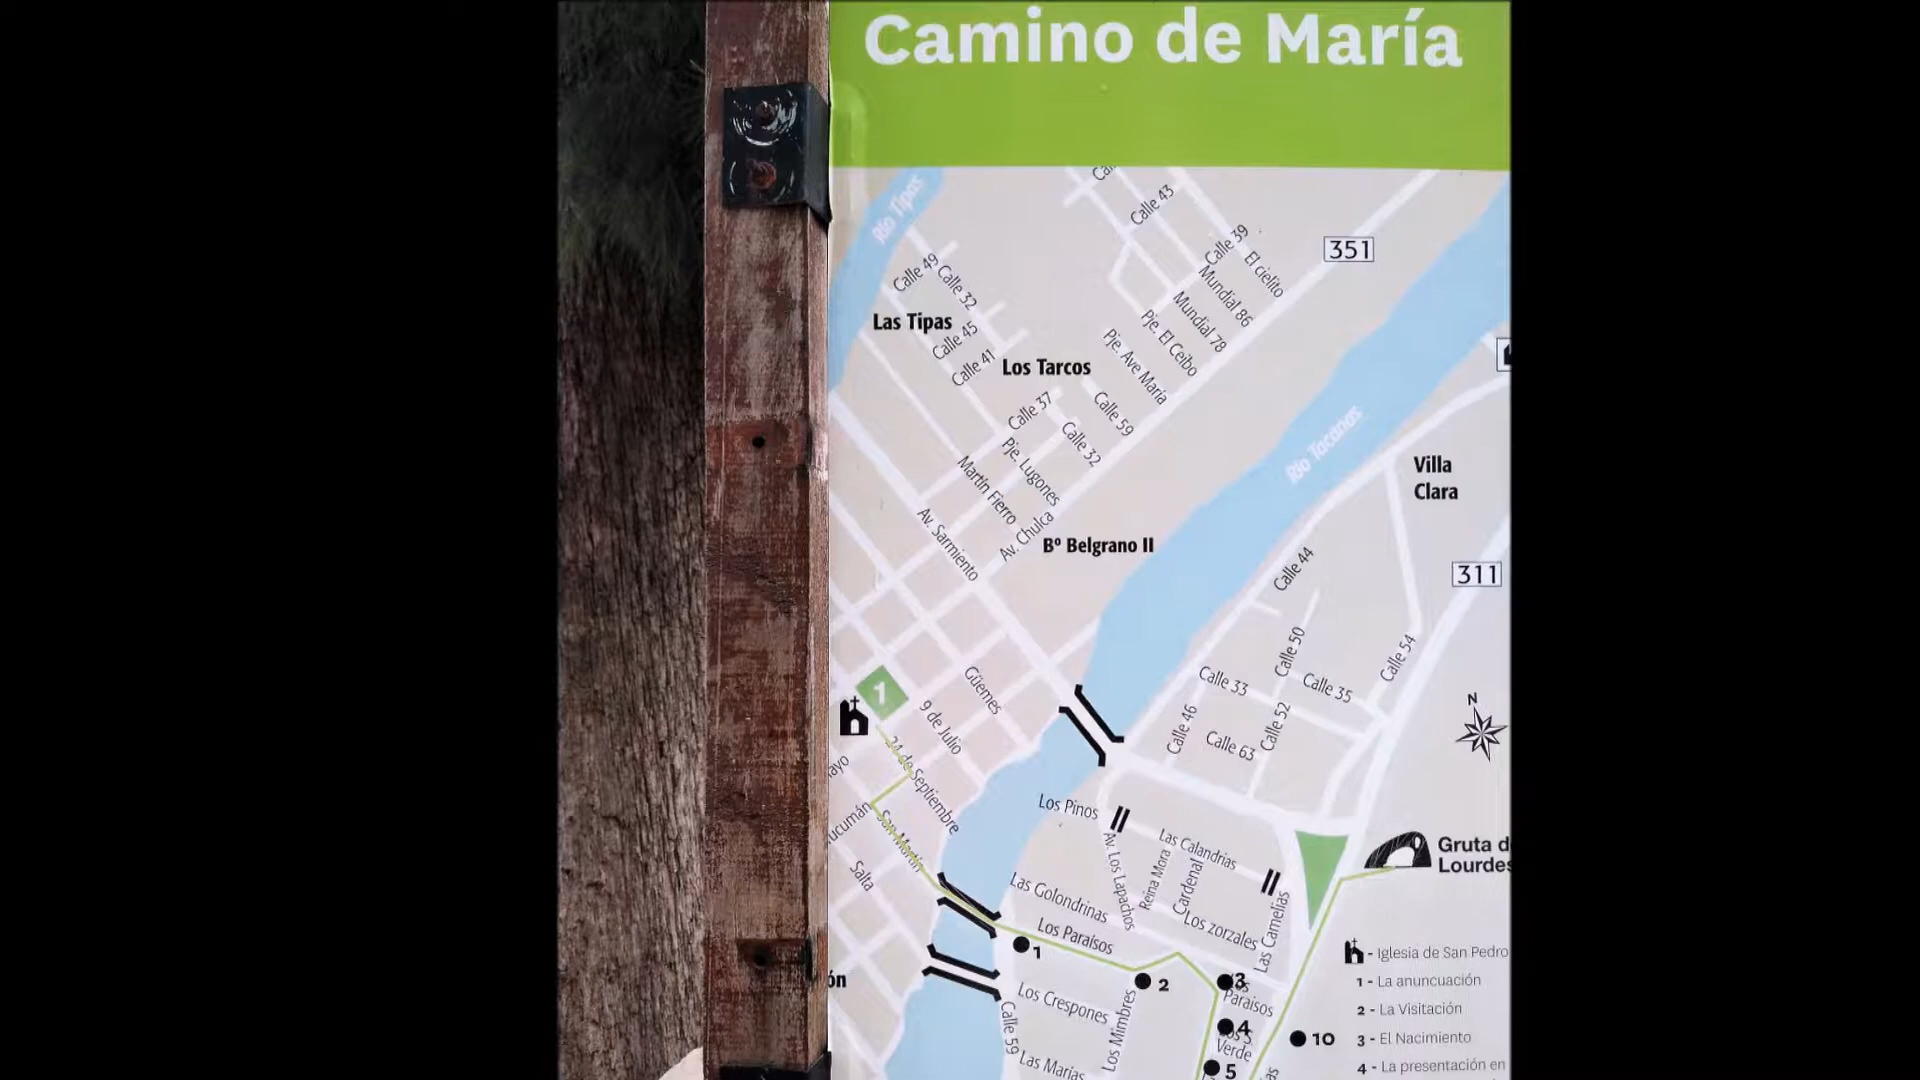 Camino de María
Río Tipas
Calle 43
Calle 39
El cielito
351
Calle 49
Calle 32
Mundial 86
Las Tipas
Calle 45
Mundial 78
Pje. El Ceibo
Calle 41
Los Tarcos
Pje. Ave María
Calle 37
Calle 59
Calle 32
Río Tacanas
Pje. Lugones
Martín Fierro
Villa
Clara
Av. Sarmiento
Av. Chulca
Bº Belgrano II
Calle 44
311
Calle 50
Calle 54
Calle 33
Calle 35
1
Güemes
N
9 de Julio
Calle 46
Calle 52
Calle 63
24 de Septiembre
Los Pinos
San Martín
Las Calandrias
Gruta d
Lourdes
Salta
Av. Los Lapachos
Reina Mora
Cardenal
Las Golondrinas
Los zorzales
Las Camelias
Los Paraísos
1
2
3
Paraisos
- Iglesia de San Pedro
1 - La anuncuación
2 - La Visitación
Los Crespones
Los Mimbres
4
Verde
10
3 - El Nacimiento
Calle 59
Las Marias
5
4 - La presentación en